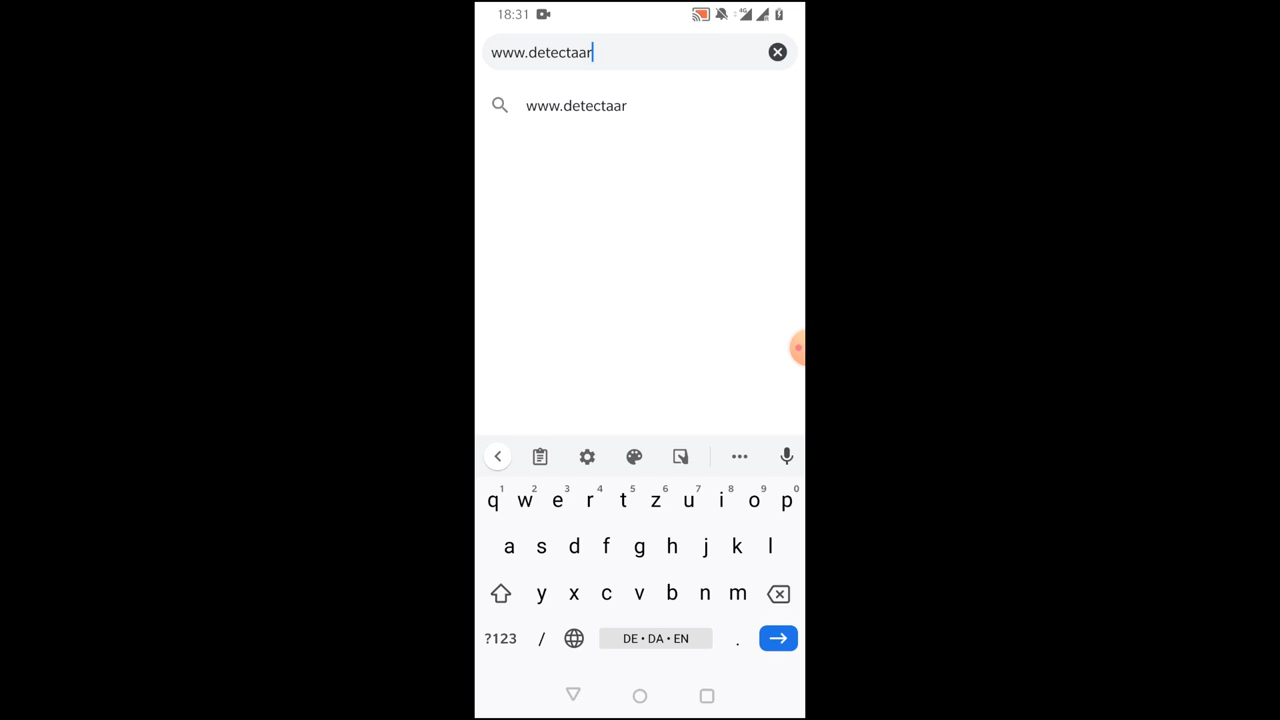 18:31
4G
R
www.detectaar
www.detectaar
1 2 3 4 5 6 7 8 9 0
q w e r t z u i o p
a s d f g h j k l
y x c v b n m
?123 / DE • DA • EN .